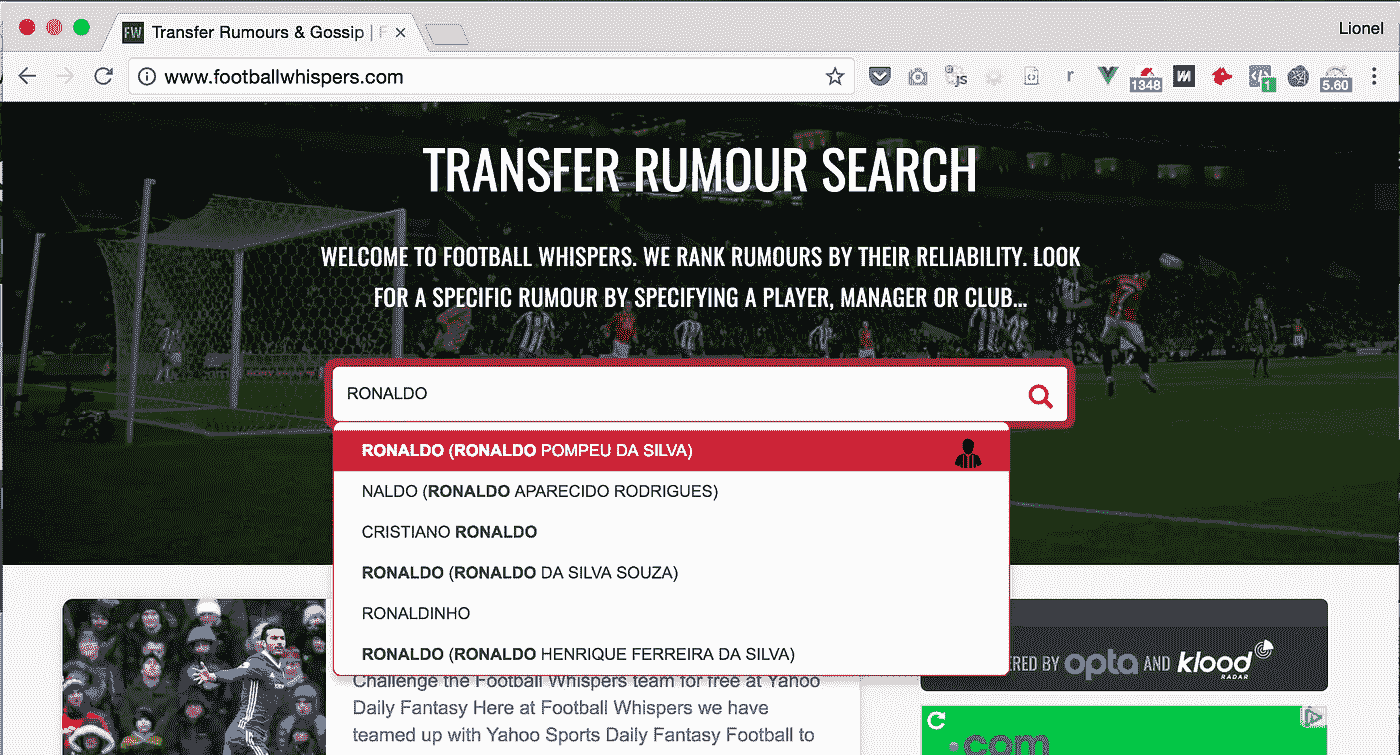 Lionel
FW Transfer Rumours & Gossip | F
www.footballwhispers.com
js
r
1348
1
5.60
TRANSFER RUMOUR SEARCH
WELCOME TO FOOTBALL WHISPERS. WE RANK RUMOURS BY THEIR RELIABILITY. LOOK
FOR A SPECIFIC RUMOUR BY SPECIFYING A PLAYER, MANAGER OR CLUB...
RONALDO
RONALDO (RONALDO POMPEU DA SILVA)
NALDO (RONALDO APARECIDO RODRIGUES)
CRISTIANO RONALDO
RONALDO (RONALDO DA SILVA SOUZA)
RONALDINHO
RONALDO (RONALDO HENRIQUE FERREIRA DA SILVA)
ERED BY opta AND klood
RADAR
Challenge the Football Whispers team for free at Yahoo
Daily Fantasy Here at Football Whispers we have
teamed up with Yahoo Sports Daily Fantasy Football to
.com